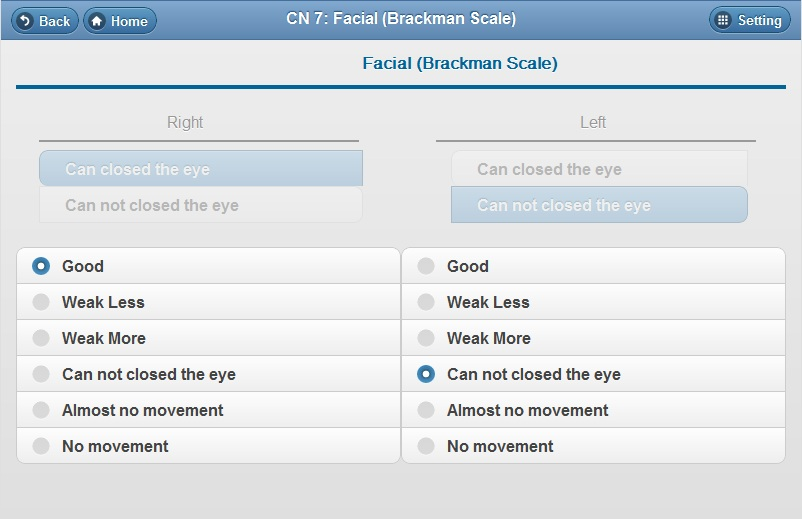 Back Home CN 7: Facial (Brackman Scale) Setting
Facial (Brackman Scale)
Right Left
Can closed the eye Can closed the eye
Can not closed the eye Can not closed the eye
Good Good
Weak Less Weak Less
Weak More Weak More
Can not closed the eye Can not closed the eye
Almost no movement Almost no movement
No movement No movement